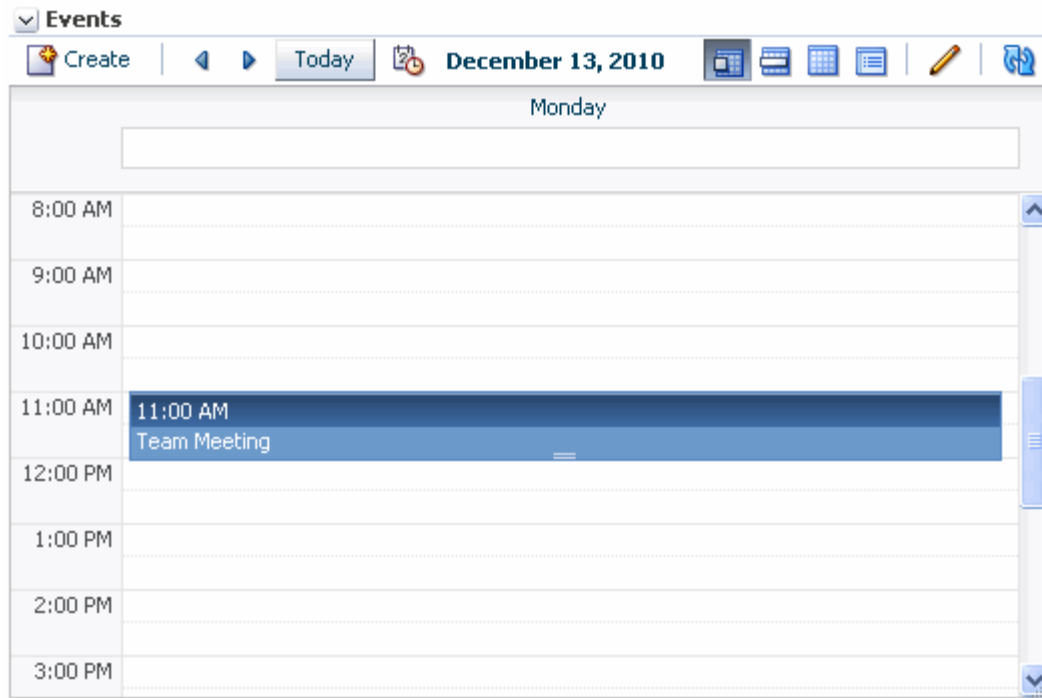 Events
Create Today December 13, 2010
Monday
8:00 AM
9:00 AM
10:00 AM
11:00 AM 11:00 AM
Team Meeting
12:00 PM
1:00 PM
2:00 PM
3:00 PM